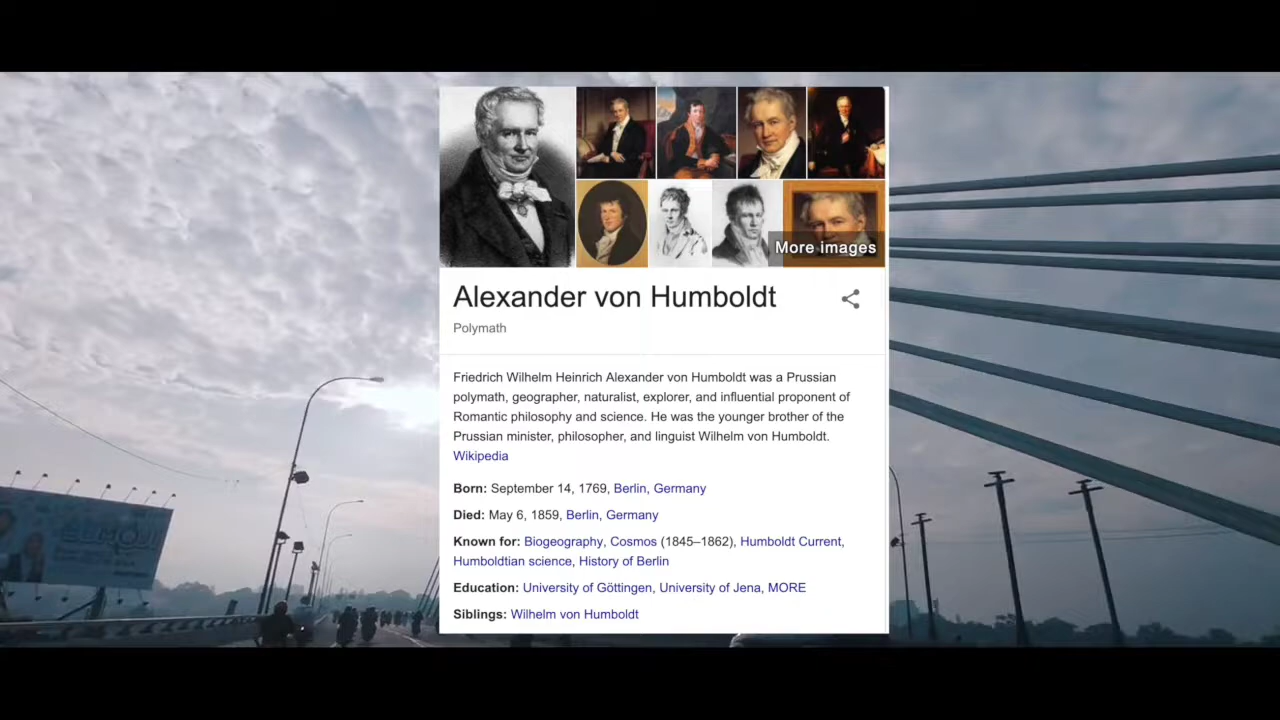 More images
Alexander von Humboldt
Polymath
Friedrich Wilhelm Heinrich Alexander von Humboldt was a Prussian
polymath, geographer, naturalist, explorer, and influential proponent of
Romantic philosophy and science. He was the younger brother of the
Prussian minister, philosopher, and linguist Wilhelm von Humboldt.
Wikipedia
Born: September 14, 1769, Berlin, Germany
Died: May 6, 1859, Berlin, Germany
Known for: Biogeography, Cosmos (1845–1862), Humboldt Current,
Humboldtian science, History of Berlin
Education: University of Göttingen, University of Jena, MORE
Siblings: Wilhelm von Humboldt